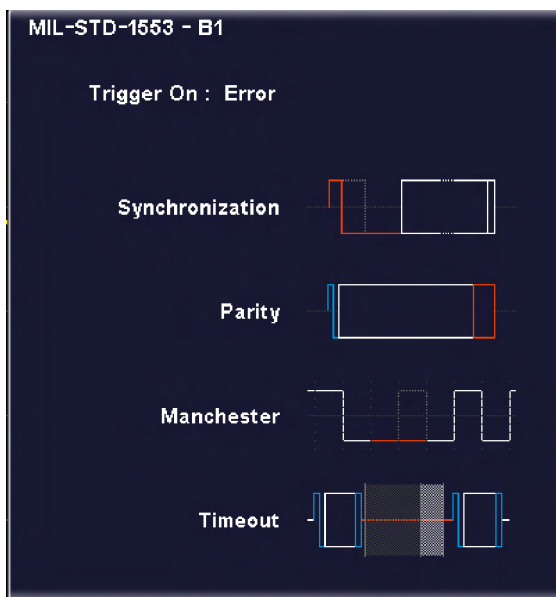 MIL-STD-1553 - B1
Trigger On : Error
Synchronization
Parity
Manchester
Timeout